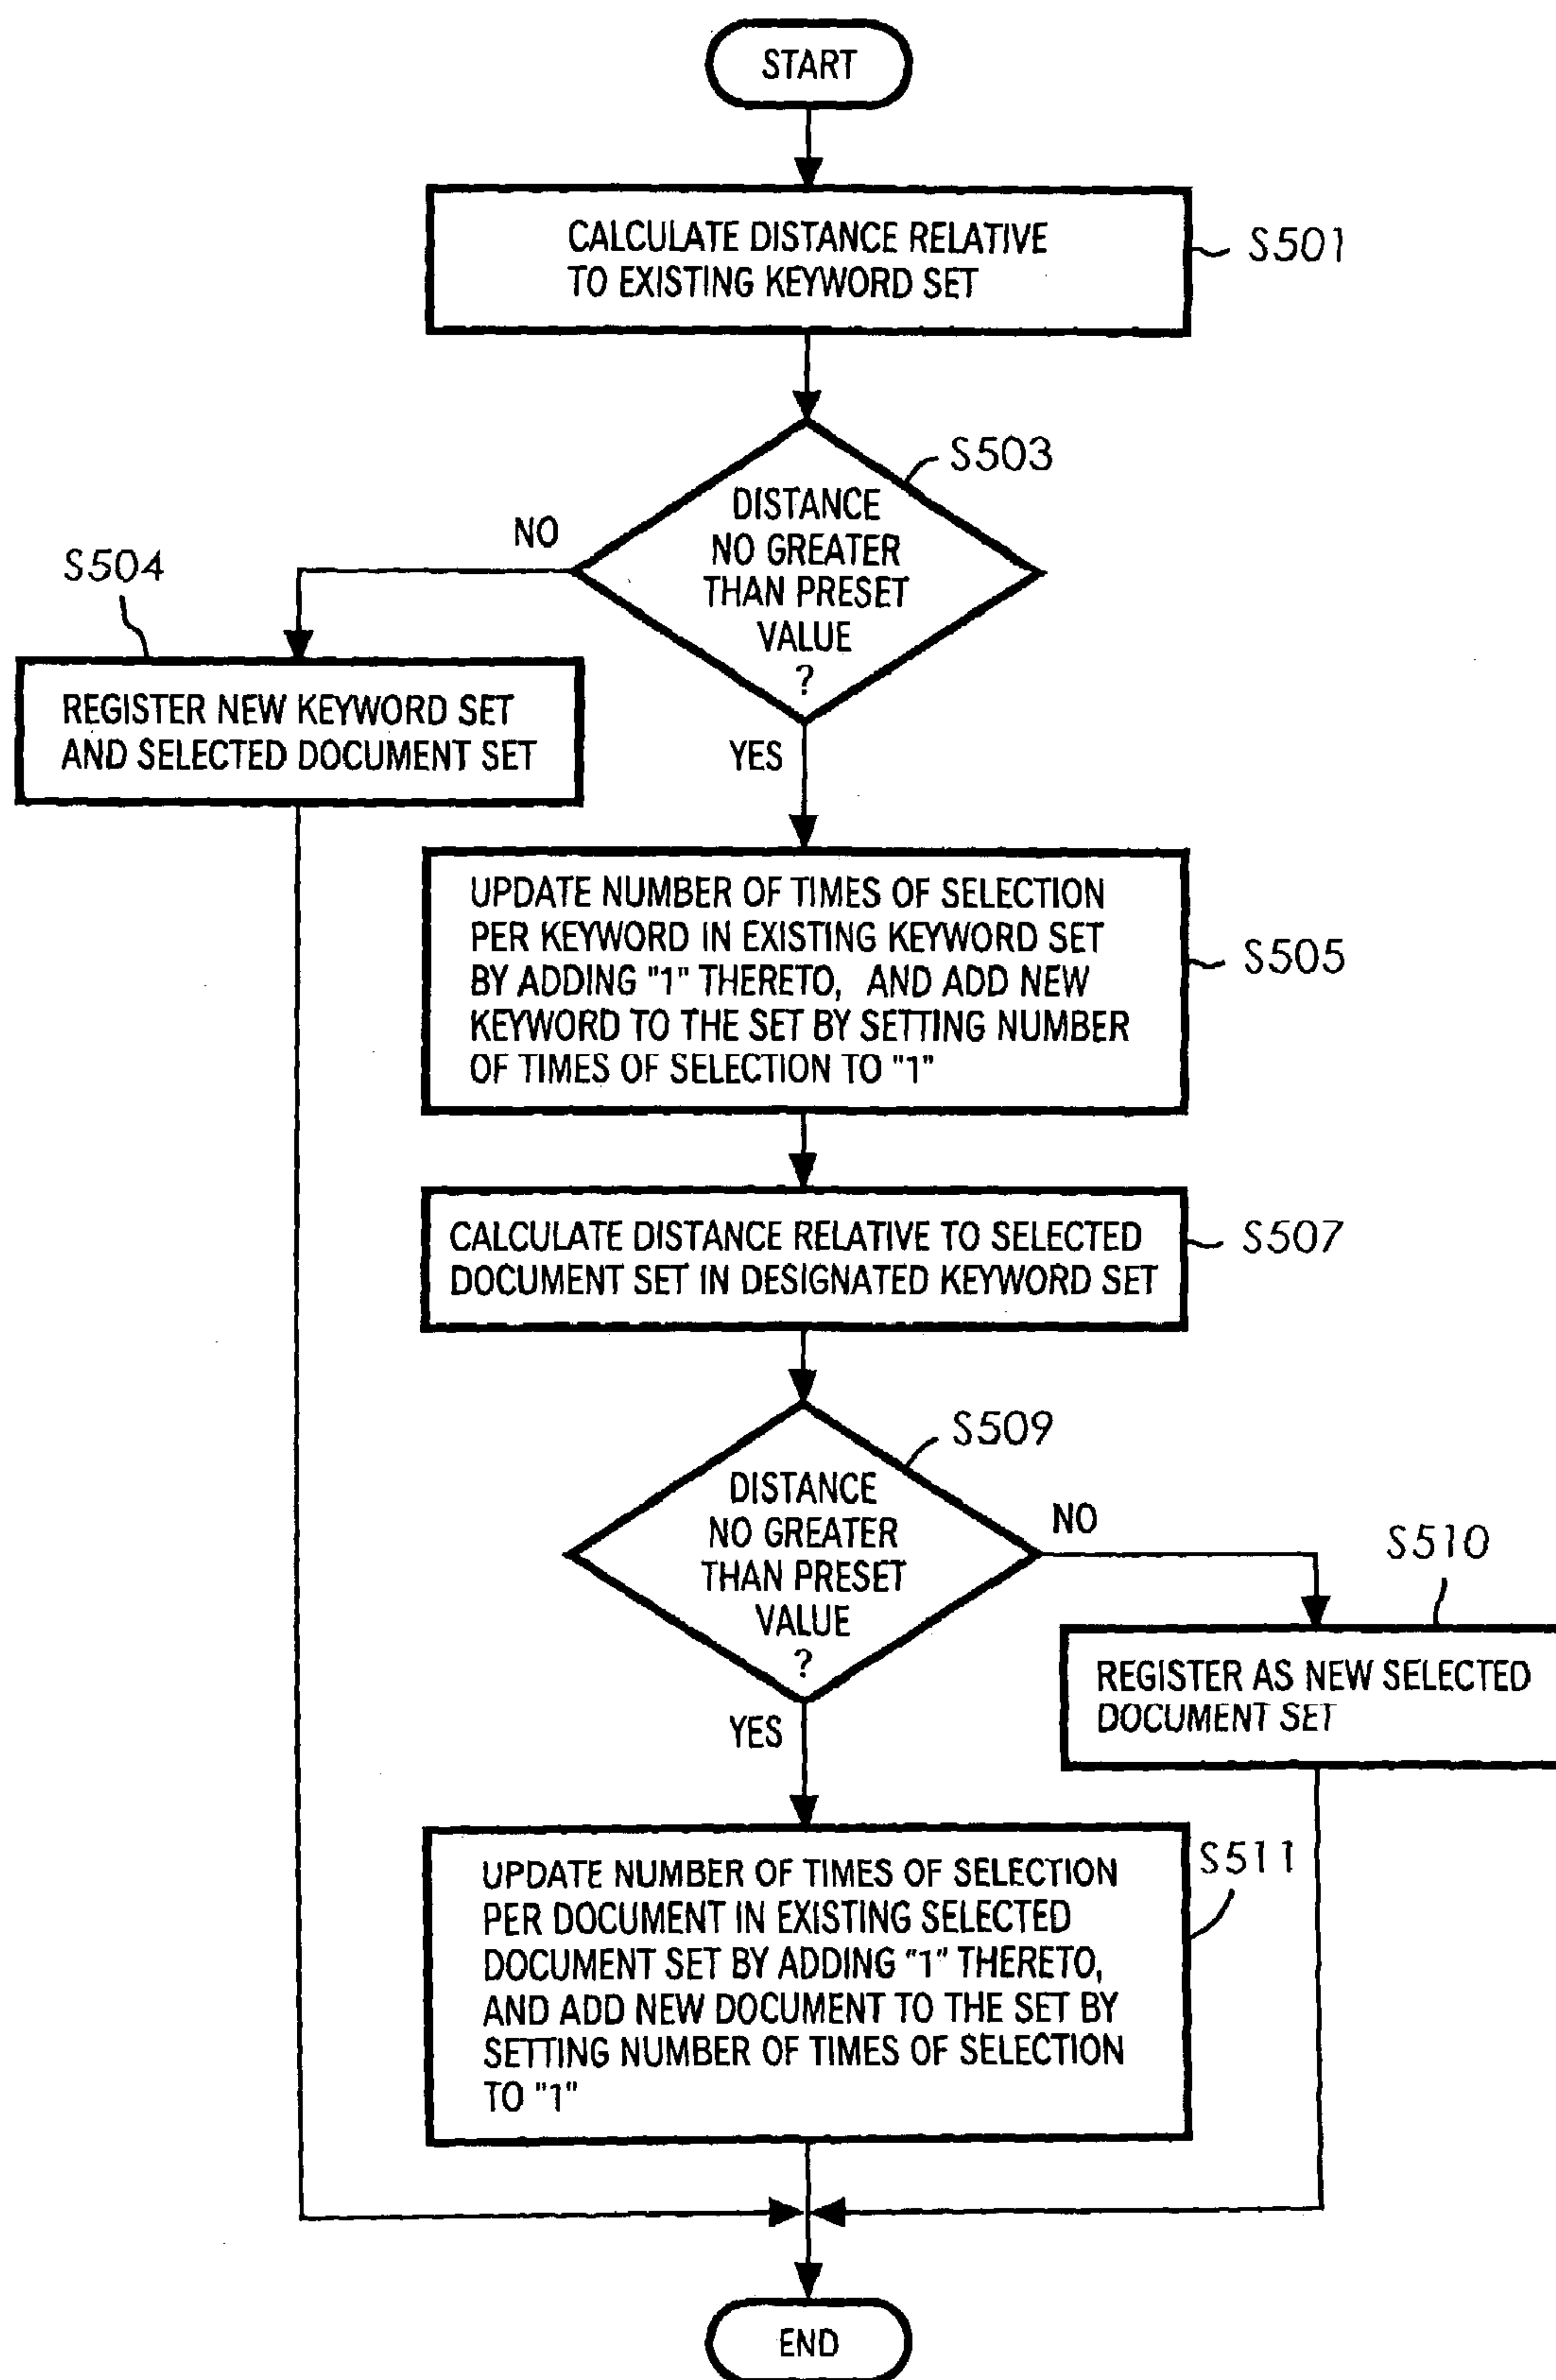 START
CALCULATE DISTANCE RELATIVE
TO EXISTING KEYWORD SET
S501
S503
DISTANCE
NO GREATER
THAN PRESET
VALUE
?
NO
S504
REGISTER NEW KEYWORD SET
AND SELECTED DOCUMENT SET
YES
UPDATE NUMBER OF TIMES OF SELECTION
PER KEYWORD IN EXISTING KEYWORD SET
BY ADDING "1" THERETO, AND ADD NEW
KEYWORD TO THE SET BY SETTING NUMBER
OF TIMES OF SELECTION TO "1"
S505
CALCULATE DISTANCE RELATIVE TO SELECTED
DOCUMENT SET IN DESIGNATED KEYWORD SET
S507
S509
DISTANCE
NO GREATER
THAN PRESET
VALUE
?
NO
S510
REGISTER AS NEW SELECTED
DOCUMENT SET
YES
S511
UPDATE NUMBER OF TIMES OF SELECTION
PER DOCUMENT IN EXISTING SELECTED
DOCUMENT SET BY ADDING "1" THERETO,
AND ADD NEW DOCUMENT TO THE SET BY
SETTING NUMBER OF TIMES OF SELECTION
TO "1"
END